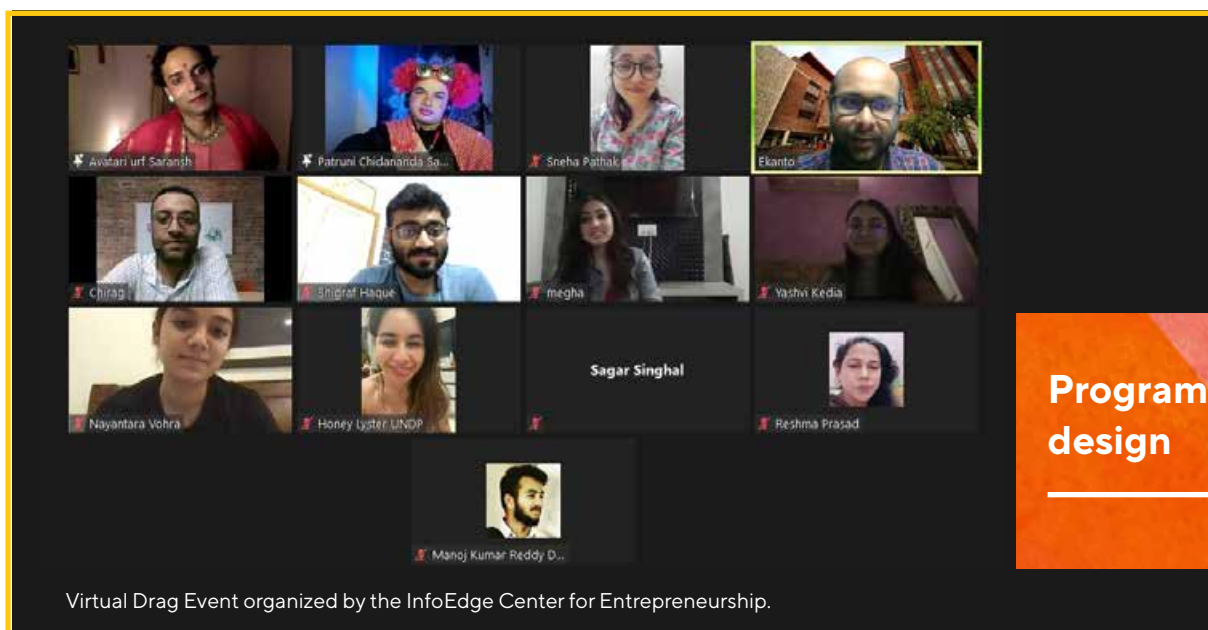 Avatari urf Saransh
Patruni Chidananda Sa...
Sneha Pathak
Ekanto
Chirag
Shigraf Haque
megha
Yashvi Kedia
Nayantara Vohra
Honey Lyster UNDP
Sagar Singhal
Reshma Prasad
Manoj Kumar Reddy D...
Program
design
Virtual Drag Event organized by the InfoEdge Center for Entrepreneurship.